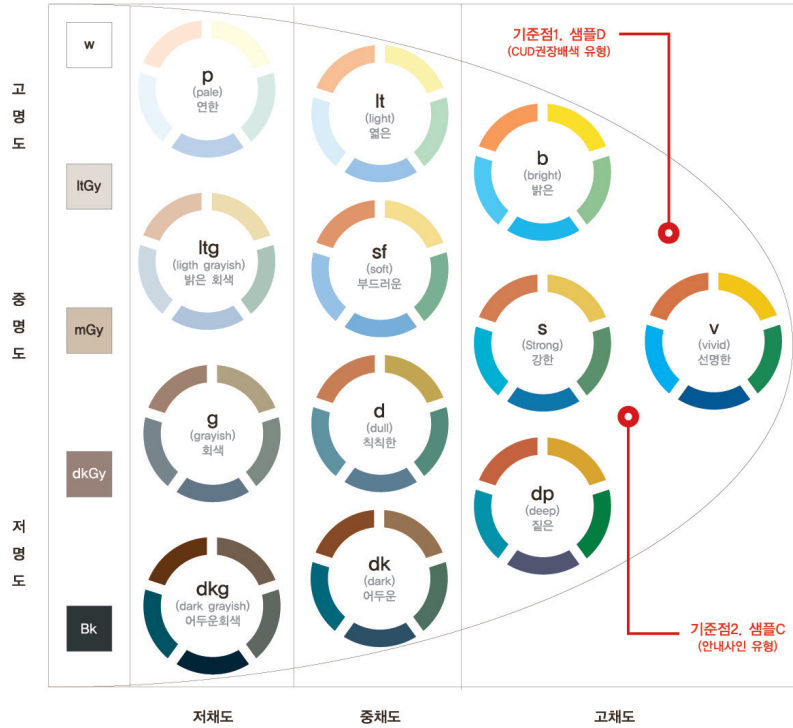 고
명
도
중
명
도
저
명
도
w
ltGy
mGy
dkGy
Bk
p
(pale)
연한
ltg
(ligth grayish)
밝은 회색
g
(grayish)
회색
dkg
(dark grayish)
어두운회색
lt
(light)
엷은
sf
(soft)
부드러운
d
(dull)
칙칙한
dk
(dark)
어두운
b
(bright)
밝은
s
(Strong)
강한
dp
(deep)
짙은
v
(vivid)
선명한
기준점1. 샘플D
(CUD권장배색 유형)
기준점2. 샘플C
(안내사인 유형)
저채도
중채도
고채도